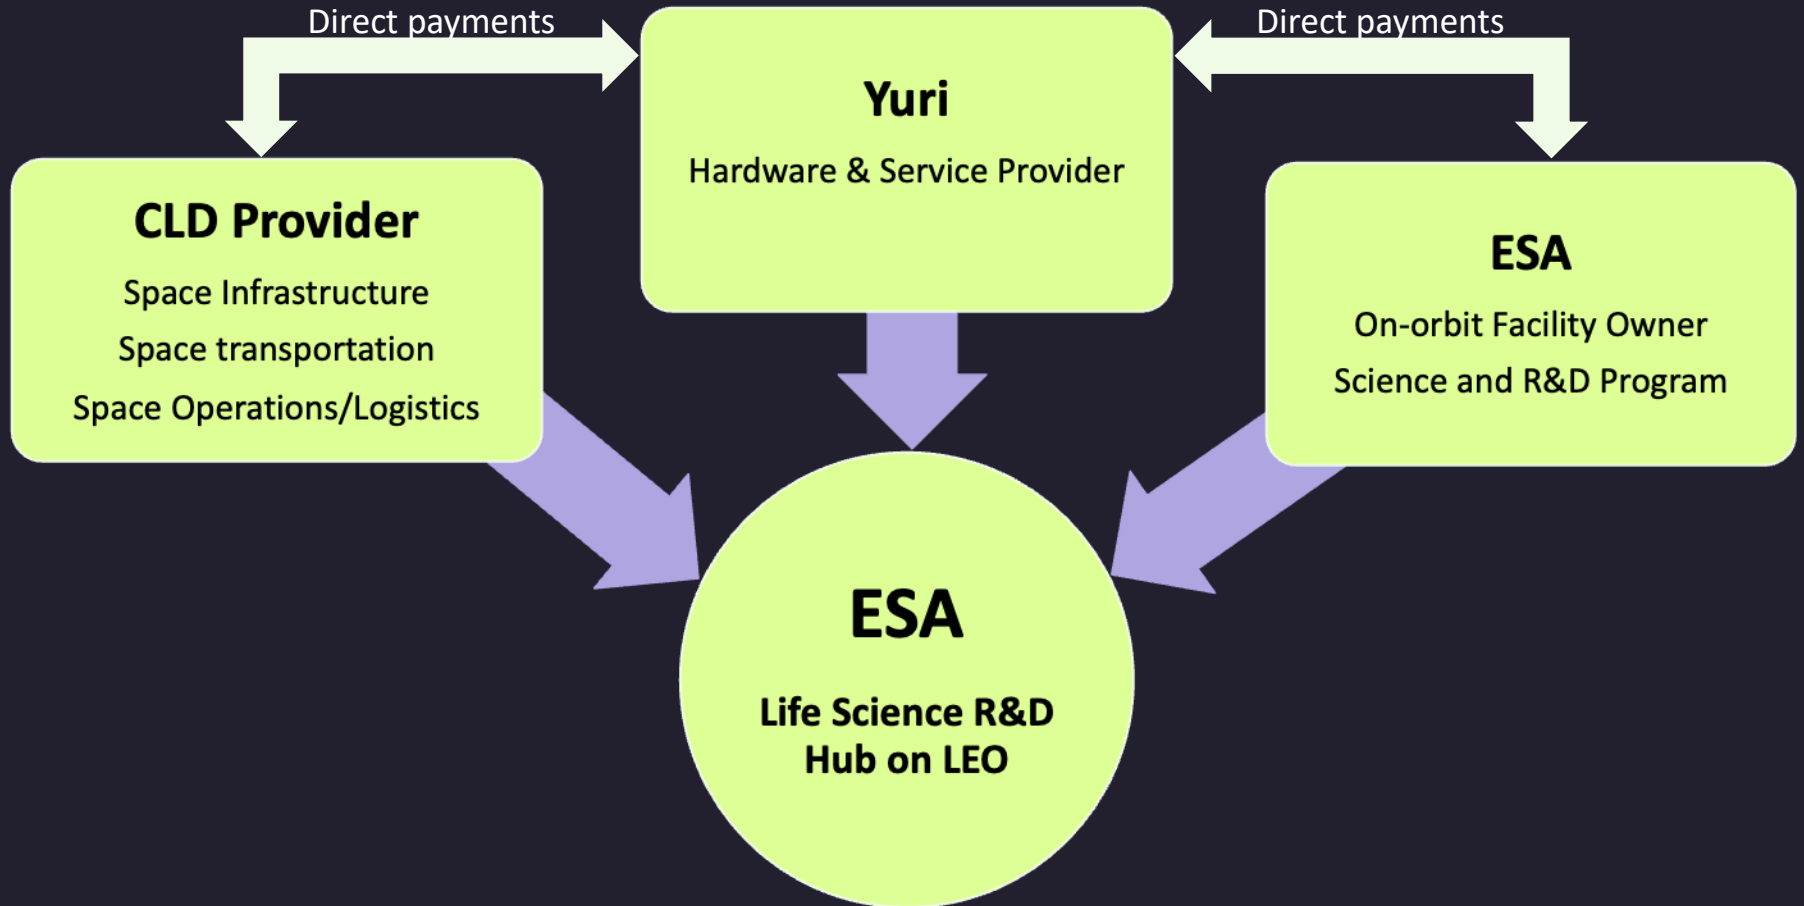 Direct payments
Direct payments
Yuri
Hardware & Service Provider
CLD Provider
Space Infrastructure
Space transportation
Space Operations/Logistics
ESA
On-orbit Facility Owner
Science and R&D Program
ESA
Life Science R&D
Hub on LEO